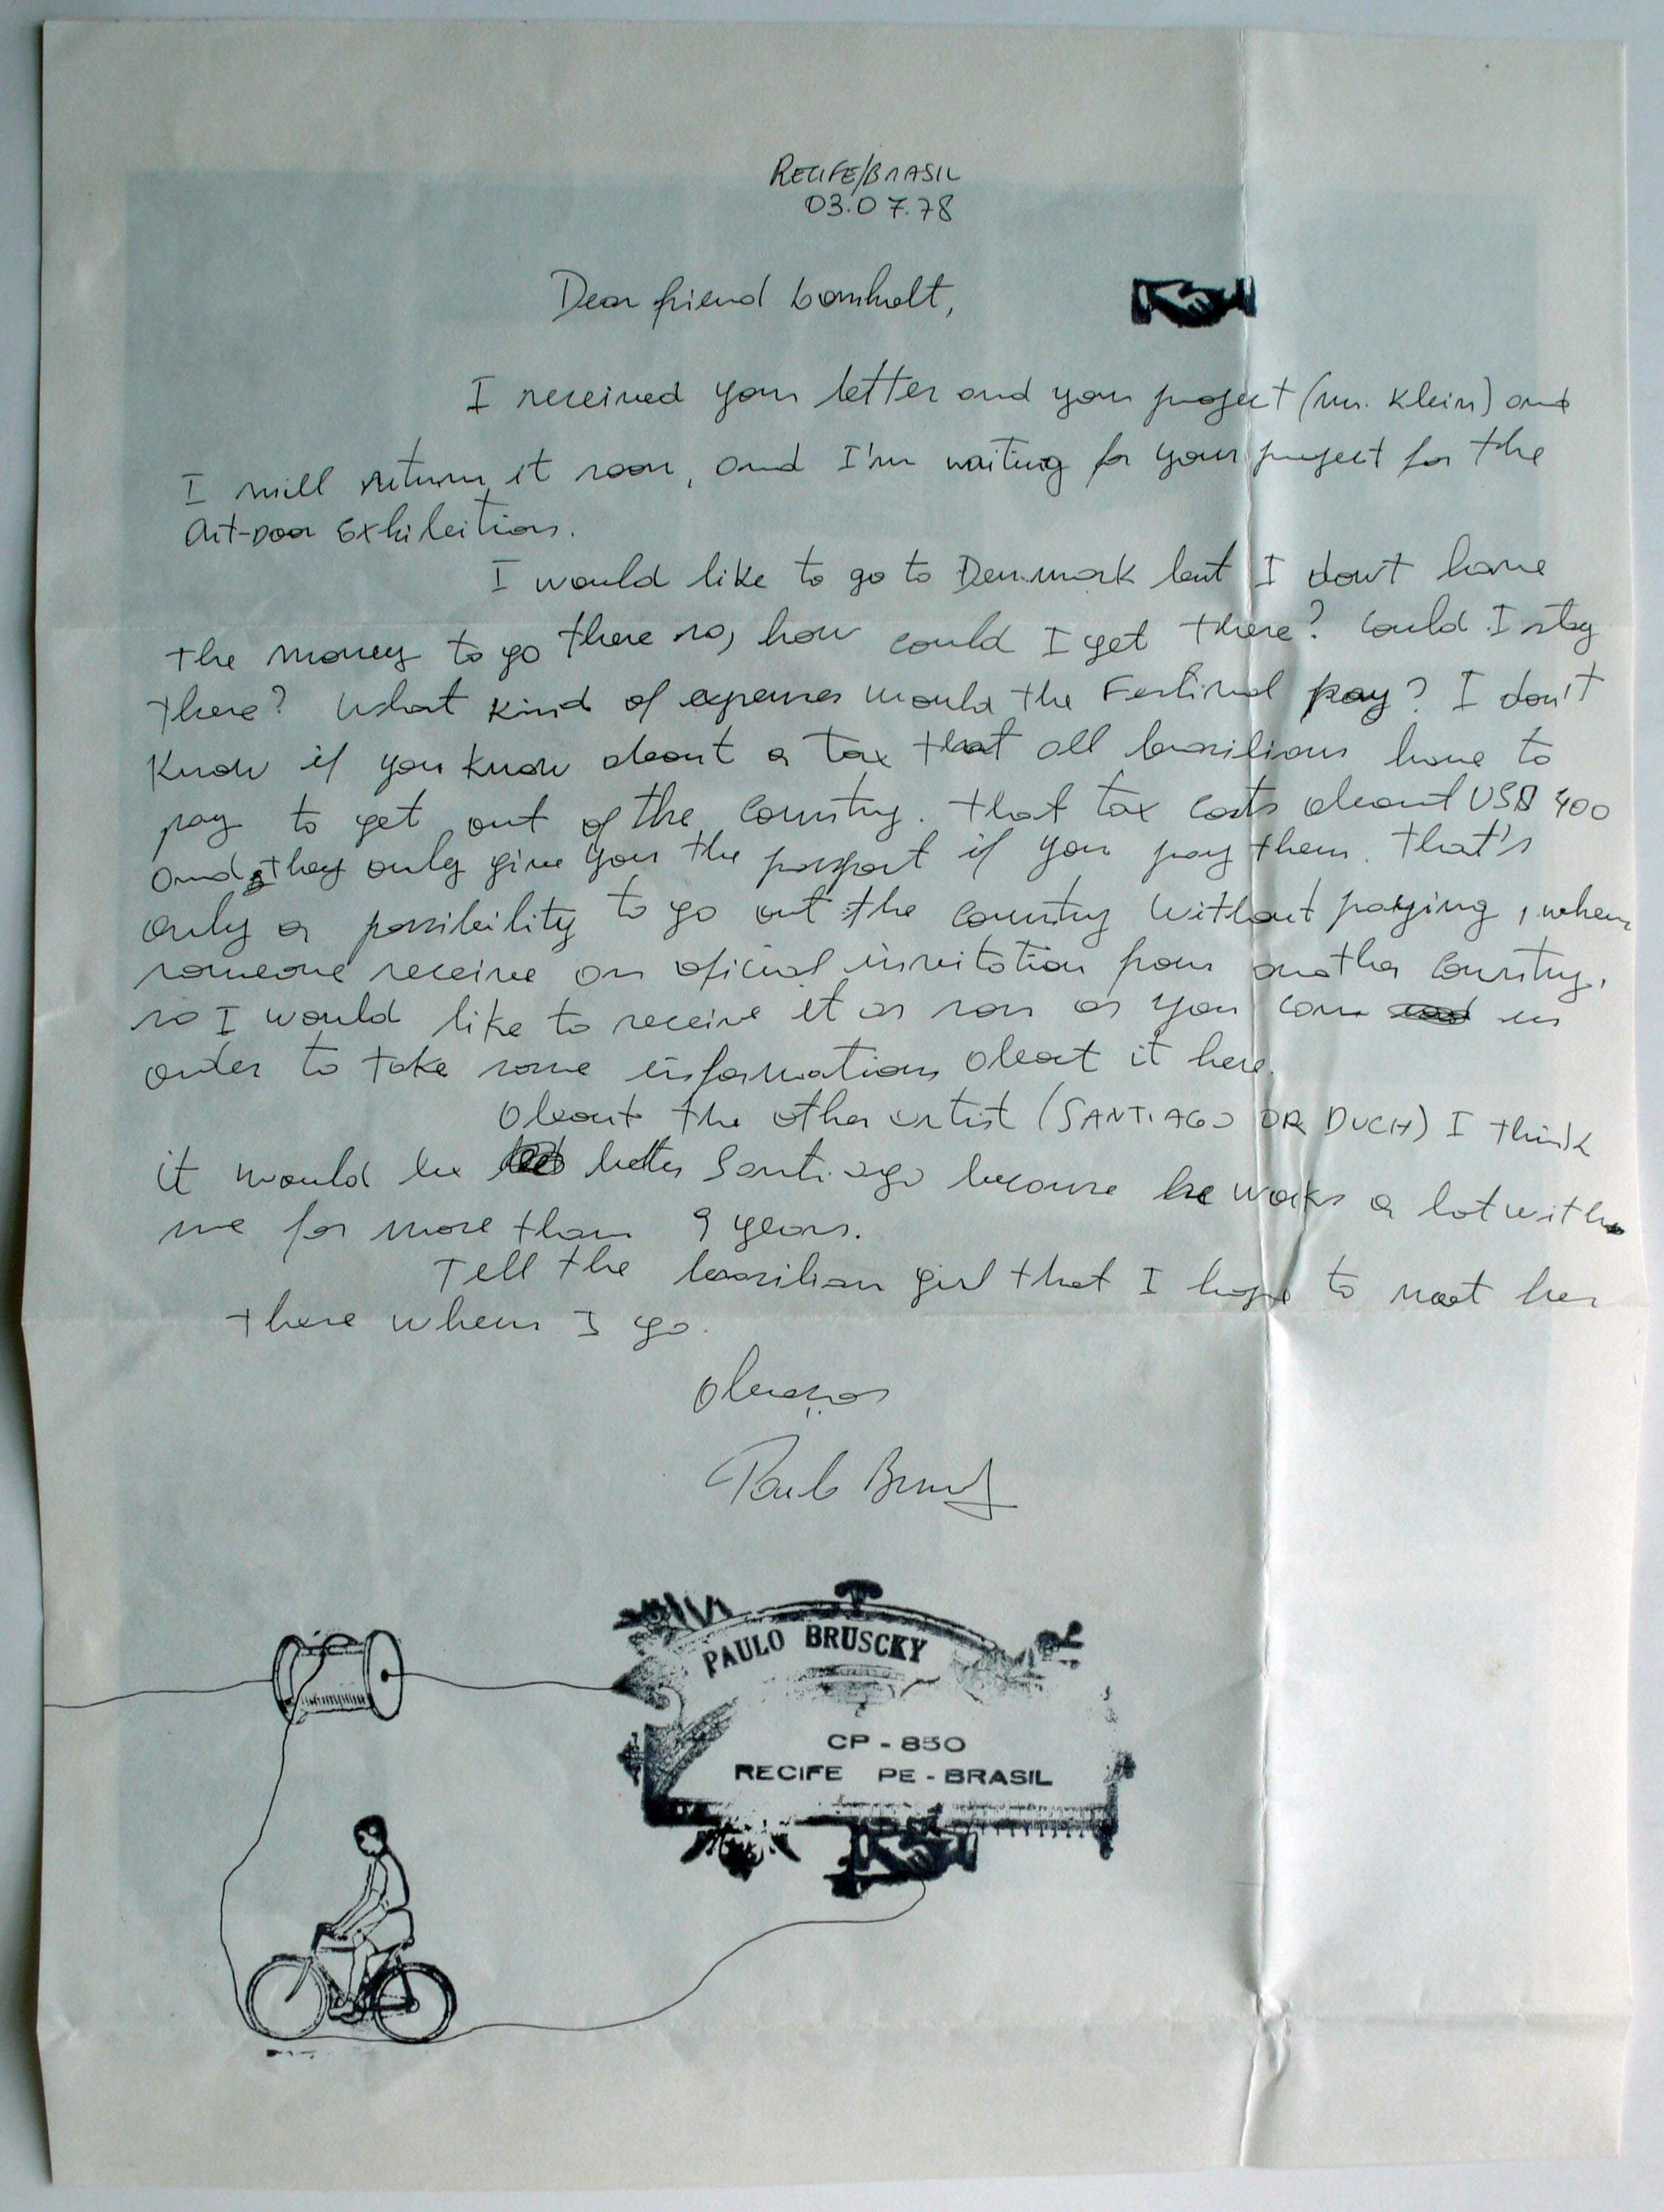 RECIFE/BRASIL
03.07.78
Dear friend bomholt,
I received your letter and your project (mr. Klein) and
I will return it soon, and I'm waiting for your project for the
Art-Door Exhibition.
I would like to go to Denmark but I don't have
the money to go there so, how could I get there? Could I stay
there? What kind of expenses would the Festival pay? I don't
Know if you know about a tax that all brasilians have to
pay to get out of the Country. that tax costs about US$ 400
and they only give you the passport if you pay them. that's
only a possibility to go out the country without paying, when
someone receive an oficial invitation from another Country,
so I would like to receive it as soon as you can in
order to take some informations about it here.
About the other artist (SANTIAGO OR DUCH) I think
it would be better Santiago because he works a lot with
me for more than 9 years.
Tell the brasilian girl that I hope to meet her
there when I go.
Abraços
Paulo Bruscky
PAULO BRUSCKY
CP - 850
RECIFE PE - BRASIL